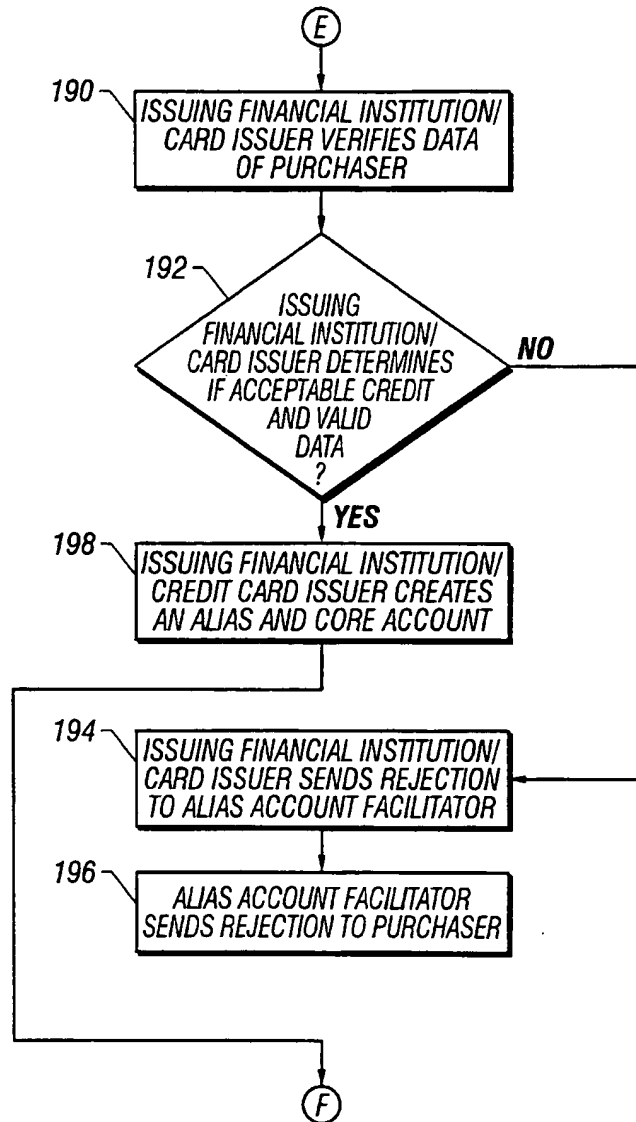 E
190
ISSUING FINANCIAL INSTITUTION/
CARD ISSUER VERIFIES DATA
OF PURCHASER
192
ISSUING
FINANCIAL INSTITUTION/
CARD ISSUER DETERMINES
IF ACCEPTABLE CREDIT
AND VALID
DATA
?
NO
YES
198
ISSUING FINANCIAL INSTITUTION/
CREDIT CARD ISSUER CREATES
AN ALIAS AND CORE ACCOUNT
194
ISSUING FINANCIAL INSTITUTION/
CARD ISSUER SENDS REJECTION
TO ALIAS ACCOUNT FACILITATOR
196
ALIAS ACCOUNT FACILITATOR
SENDS REJECTION TO PURCHASER
F